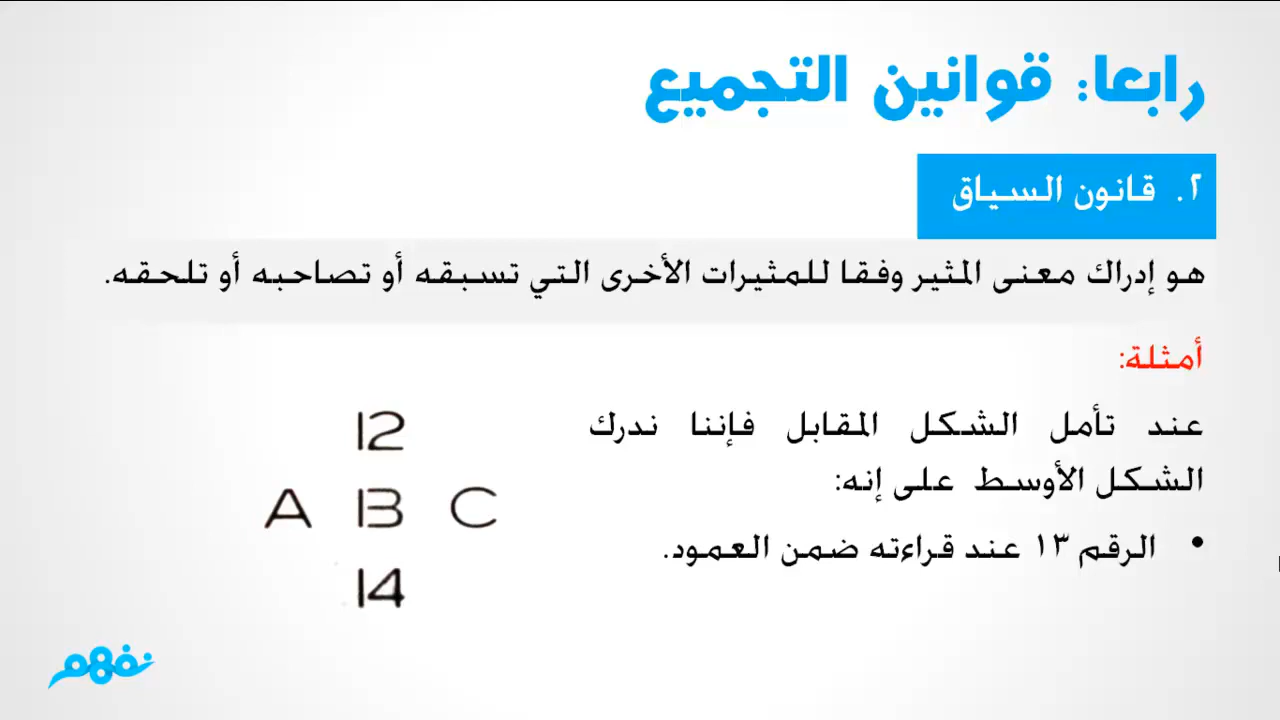 رابعا: قوانين التجميع
٢. قانون السياق
هو إدراك معنى المثير وفقا للمثيرات الأخرى التي تسبقه أو تصاحبه أو تلحقه.
أمثلة:
عند تأمل الشكل المقابل فإننا ندرك
الشكل الأوسط على إنه:
• الرقم ١٣ عند قراءته ضمن العمود.
12
A 13 C
14
نفهم